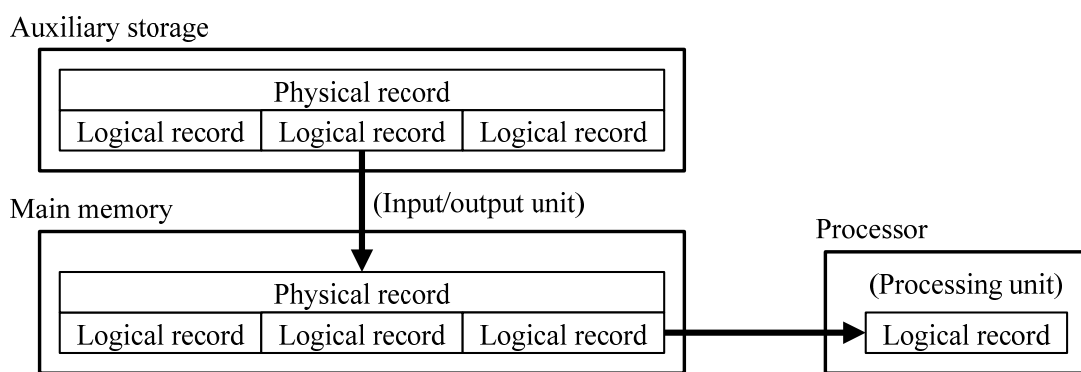 Auxiliary storage
Physical record
Logical record Logical record Logical record
(Input/output unit)
Main memory
Processor
(Processing unit)
Physical record
Logical record Logical record Logical record
Logical record